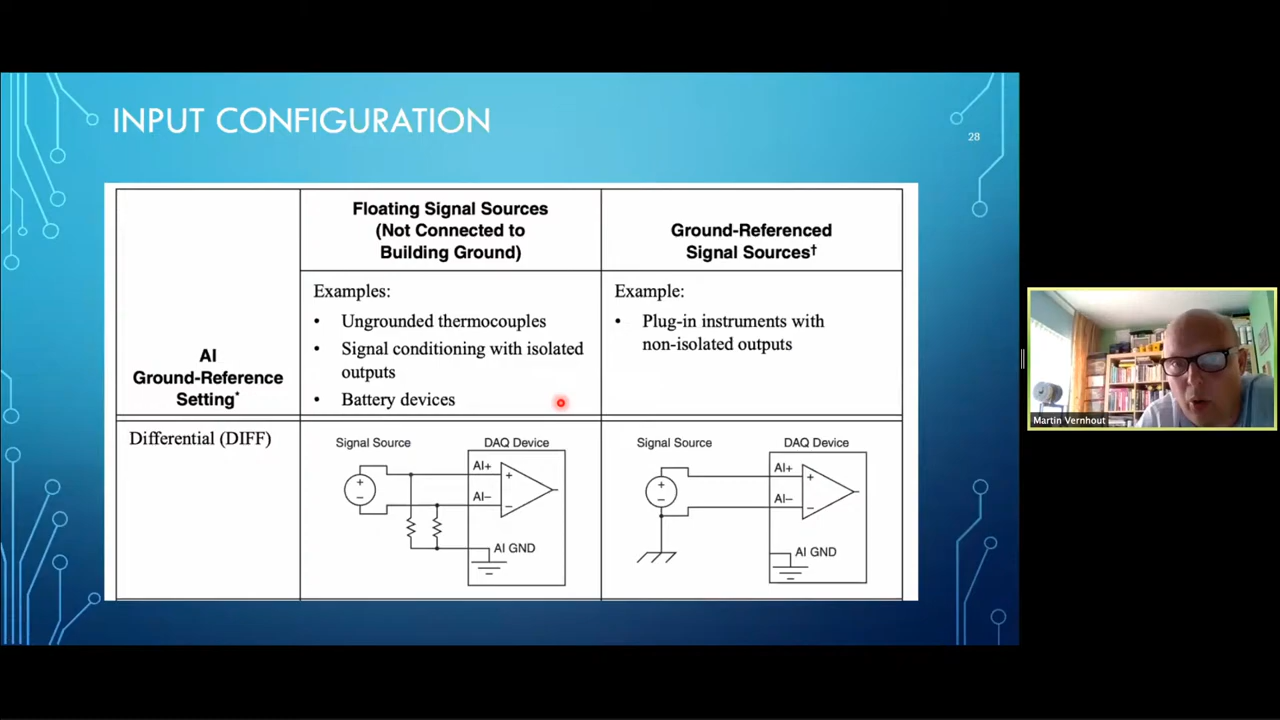 INPUT CONFIGURATION
28
Floating Signal Sources
(Not Connected to
Building Ground)
Ground-Referenced
Signal Sources†
AI
Ground-Reference
Setting*
Examples:
• Ungrounded thermocouples
• Signal conditioning with isolated
outputs
• Battery devices
Example:
• Plug-in instruments with
non-isolated outputs
Differential (DIFF)
Signal Source
DAQ Device
AI+
+
+
–
AI–
–
AI GND
Signal Source
DAQ Device
AI+
+
+
–
AI–
–
AI GND
Martin Vernhout